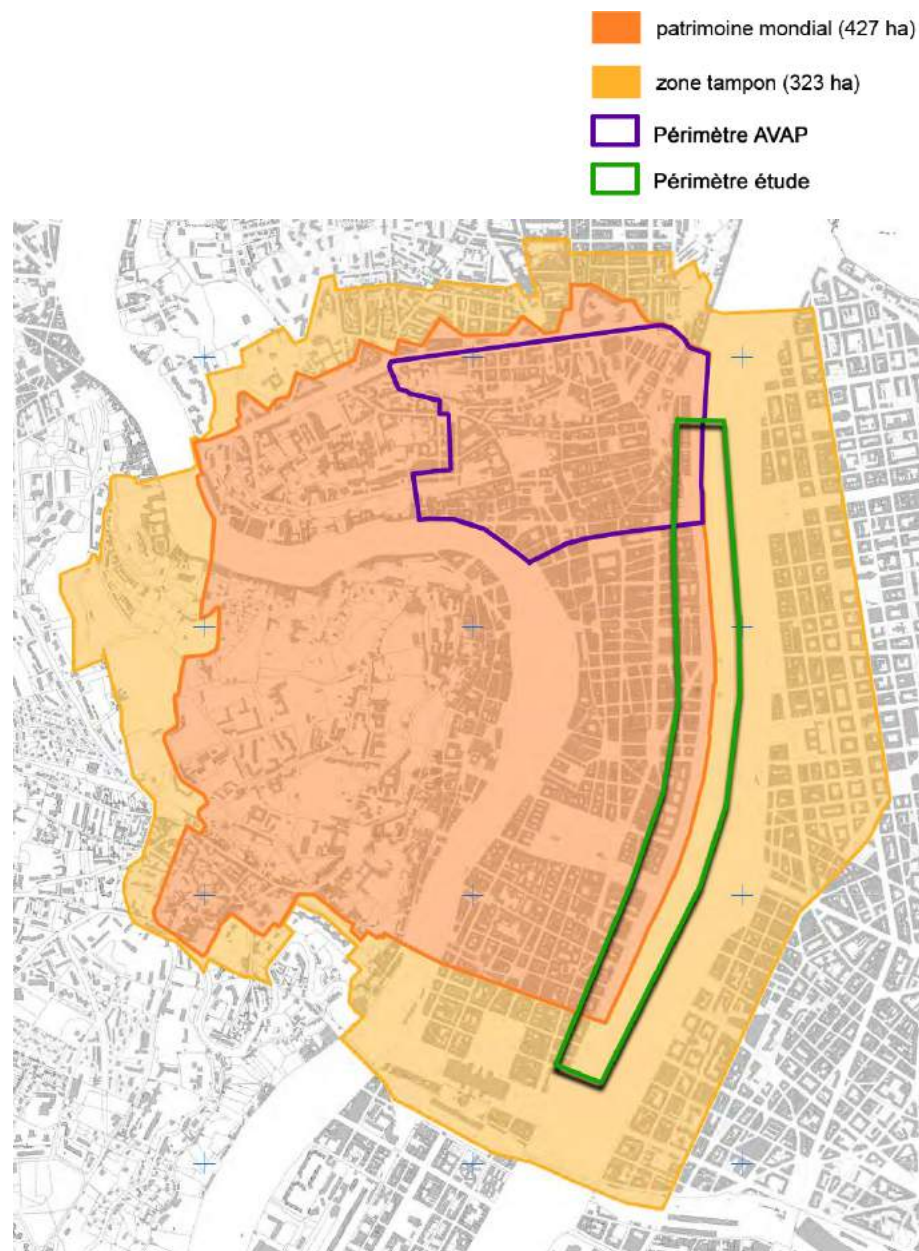 patrimoine mondial (427 ha)
zone tampon (323 ha)
Périmètre AVAP
Périmètre étude